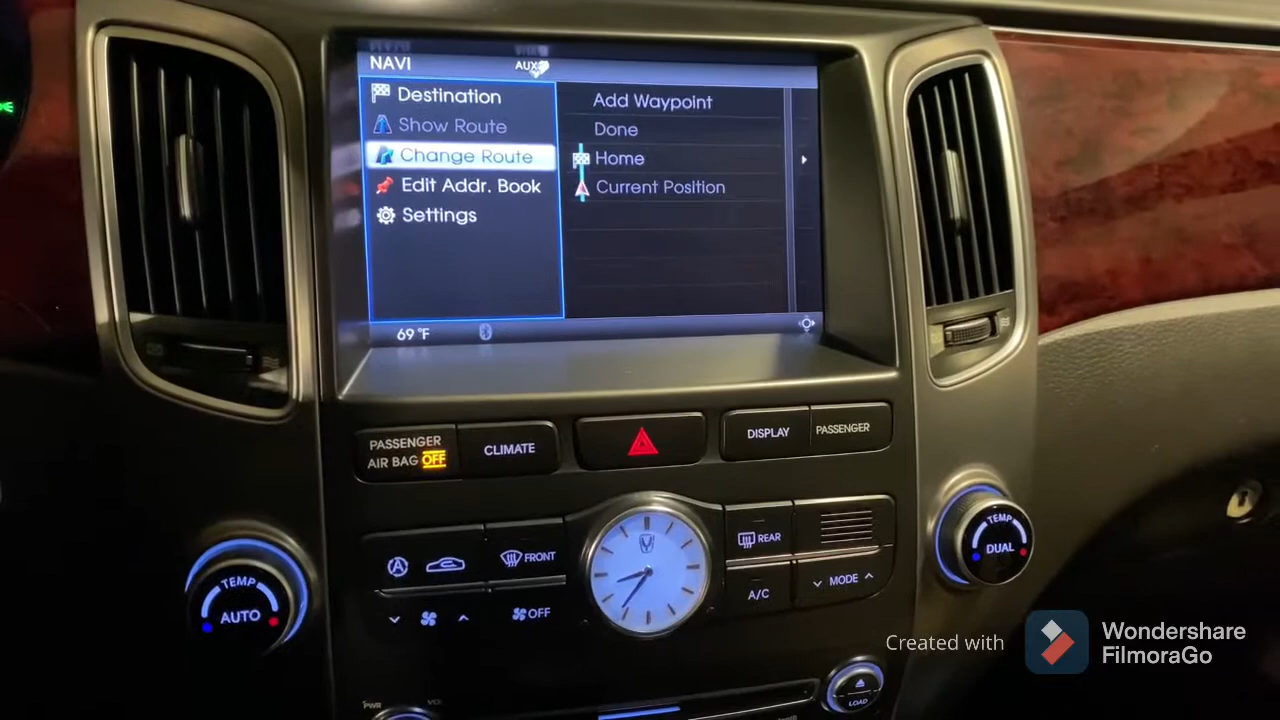 NAVI
AUX
Destination
Show Route
Change Route
Edit Addr. Book
Settings
Add Waypoint
Done
Home
Current Position
69 °F
PASSENGER
AIR BAG OFF
CLIMATE
DISPLAY
PASSENGER
FRONT
REAR
TEMP
AUTO
OFF
A/C
MODE
TEMP
DUAL
PWR
LOAD
Created with
Wondershare
FilmoraGo